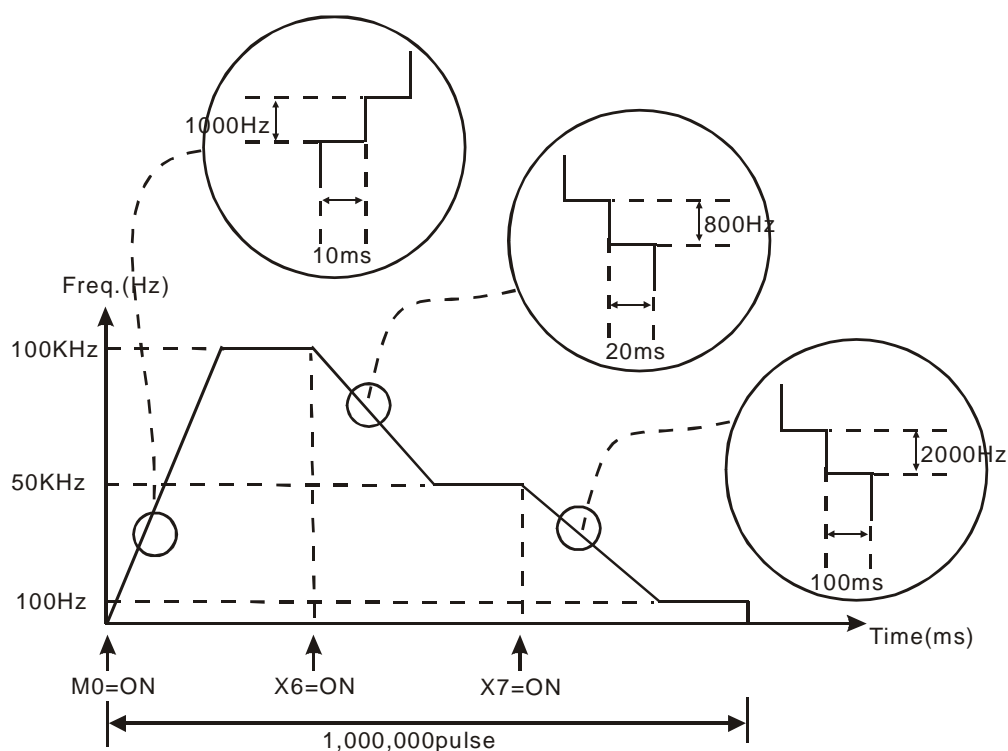 1000Hz
10ms
800Hz
20ms
2000Hz
100ms
Freq.(Hz)
100KHz
50KHz
100Hz
Time(ms)
M0=ON
X6=ON
X7=ON
1,000,000pulse